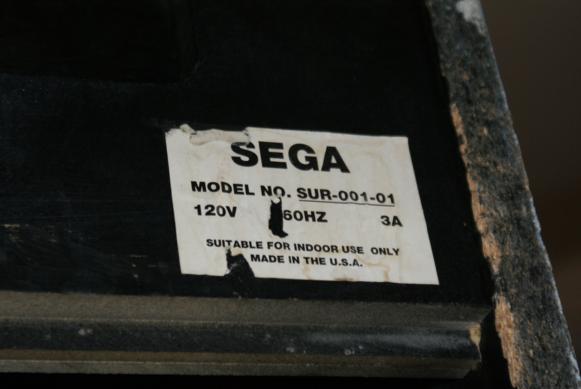 SEGA
MODEL NO. SUR-001-01
120V 60HZ 3A
SUITABLE FOR INDOOR USE ONLY
MADE IN THE U.S.A.